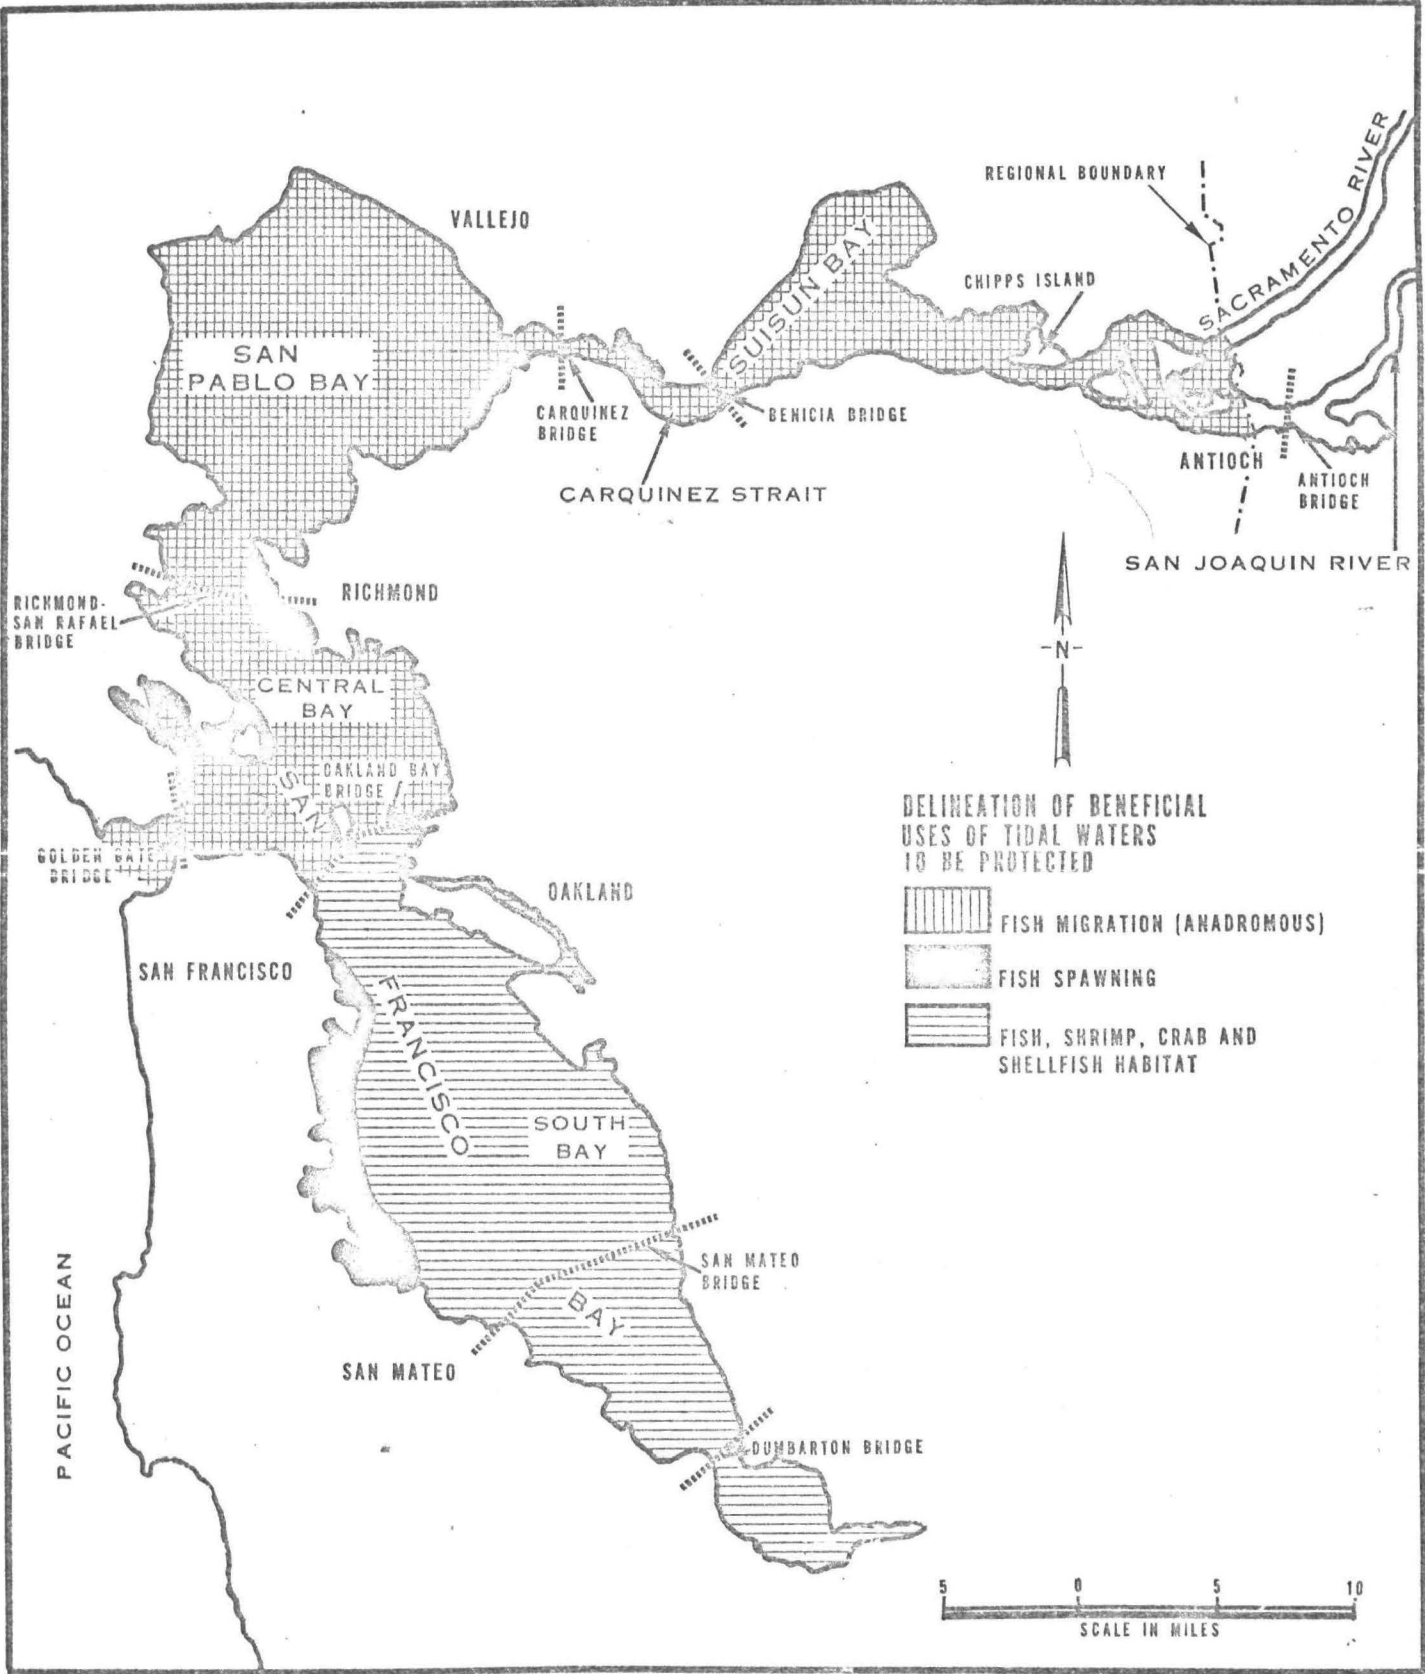 REGIONAL BOUNDARY
SACRAMENTO RIVER
VALLEJO
SUISUN BAY
CHIPPS ISLAND
SAN
PABLO BAY
CARQUINEZ
BRIDGE
BENICIA BRIDGE
CARQUINEZ STRAIT
ANTIOCH
ANTIOCH
BRIDGE
SAN JOAQUIN RIVER
RICHMOND-
SAN RAFAEL
BRIDGE
RICHMOND
-N-
CENTRAL
BAY
OAKLAND BAY
BRIDGE
GOLDEN GATE
BRIDGE
OAKLAND
SAN FRANCISCO
SAN
FRANCISCO
BAY
SOUTH
BAY
SAN MATEO
BRIDGE
SAN MATEO
DUMBARTON BRIDGE
PACIFIC OCEAN
DELINEATION OF BENEFICIAL
USES OF TIDAL WATERS
TO BE PROTECTED
FISH MIGRATION (ANADROMOUS)
FISH SPAWNING
FISH, SHRIMP, CRAB AND
SHELLFISH HABITAT
5 0 5 10
SCALE IN MILES